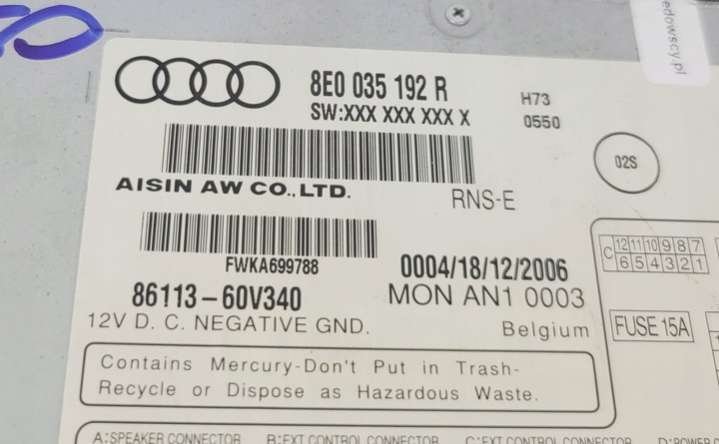 8E0 035 192 R
H73
SW:XXX XXX XXX X
0550
02S
AISIN AW CO.,LTD.
RNS-E
FWKA699788
0004/18/12/2006
C 12 11 10 9 8 7
6 5 4 3 2 1
86113-60V340
MON AN1 0003
12V D. C. NEGATIVE GND.
Belgium
FUSE 15A
Contains Mercury-Don't Put in Trash-
Recycle or Dispose as Hazardous Waste.
A:SPEAKER CONNECTOR B:EXT CONTROL CONNECTOR C:EXT CONTROL CONNECTOR